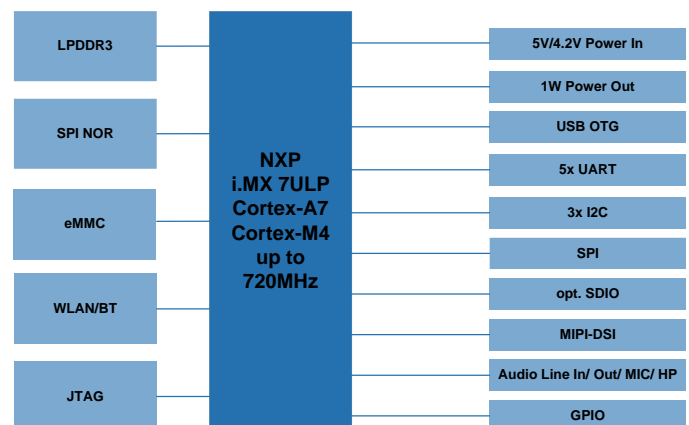 LPDDR3
SPI NOR
eMMC
WLAN/BT
JTAG
NXP
i.MX 7ULP
Cortex-A7
Cortex-M4
up to
720MHz
5V/4.2V Power In
1W Power Out
USB OTG
5x UART
3x I2C
SPI
opt. SDIO
MIPI-DSI
Audio Line In/ Out/ MIC/ HP
GPIO